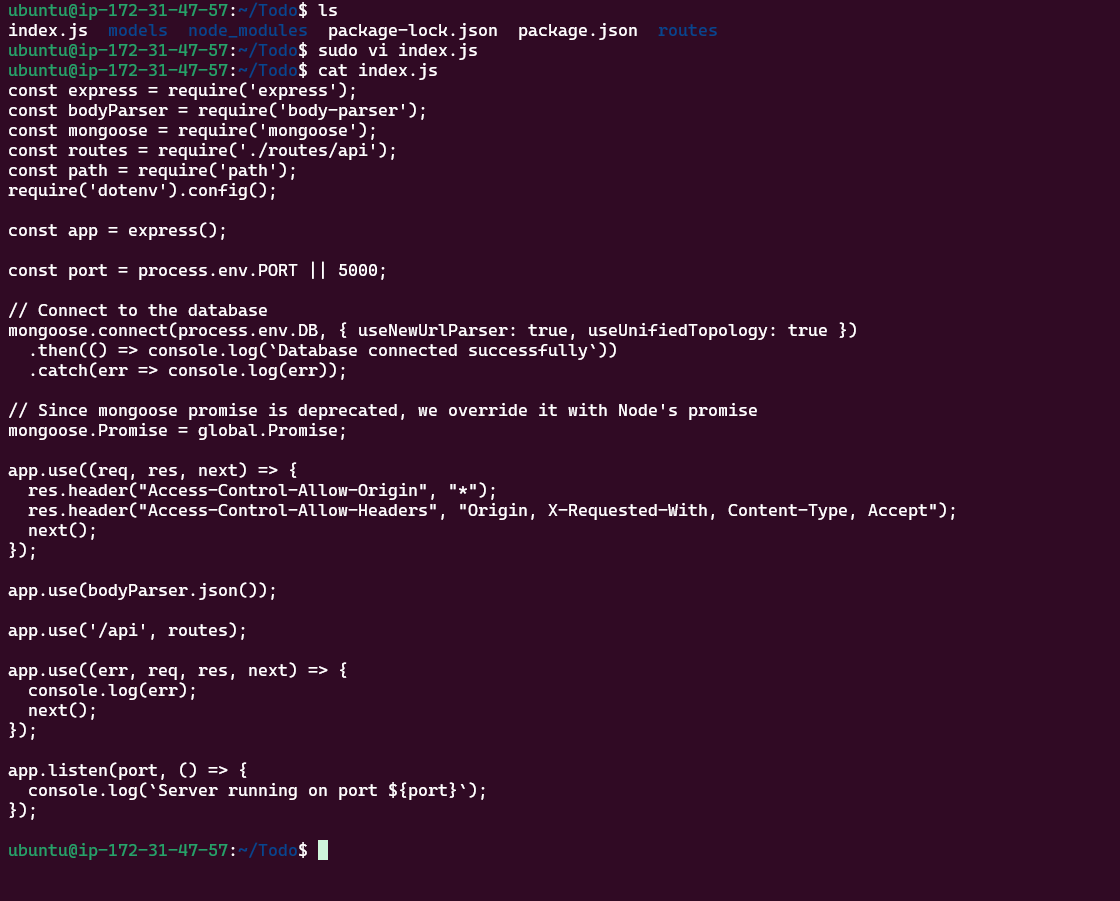 ubuntu@ip-172-31-47-57:~/Todo$ ls
index.js  models  node_modules  package-lock.json  package.json  routes
ubuntu@ip-172-31-47-57:~/Todo$ sudo vi index.js
ubuntu@ip-172-31-47-57:~/Todo$ cat index.js
const express = require('express');
const bodyParser = require('body-parser');
const mongoose = require('mongoose');
const routes = require('./routes/api');
const path = require('path');
require('dotenv').config();

const app = express();

const port = process.env.PORT || 5000;

// Connect to the database
mongoose.connect(process.env.DB, { useNewUrlParser: true, useUnifiedTopology: true })
  .then(() => console.log(`Database connected successfully`))
  .catch(err => console.log(err));

// Since mongoose promise is deprecated, we override it with Node's promise
mongoose.Promise = global.Promise;

app.use((req, res, next) => {
  res.header("Access-Control-Allow-Origin", "*");
  res.header("Access-Control-Allow-Headers", "Origin, X-Requested-With, Content-Type, Accept");
  next();
});

app.use(bodyParser.json());

app.use('/api', routes);

app.use((err, req, res, next) => {
  console.log(err);
  next();
});

app.listen(port, () => {
  console.log(`Server running on port ${port}`);
});

ubuntu@ip-172-31-47-57:~/Todo$